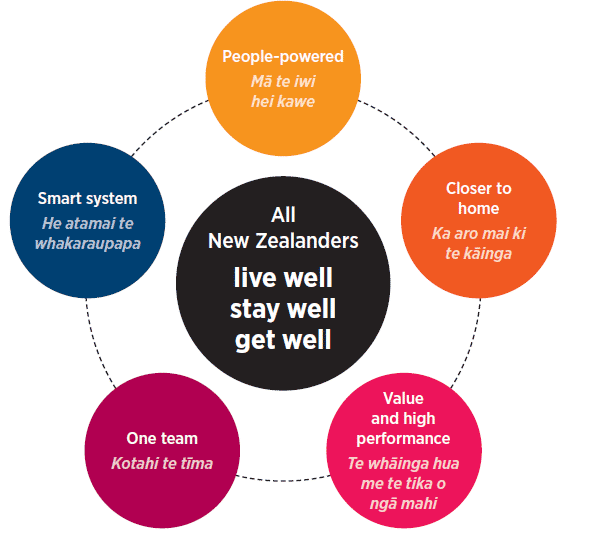 People-powered
Mā te iwi
hei kawe
Closer to
home
Ka aro mai ki
te kāinga
Value
and high
performance
Te whāinga hua
me te tika o
ngā mahi
One team
Kotahi te tīma
Smart system
He atamai te
whakaraupapa
All
New Zealanders
live well
stay well
get well